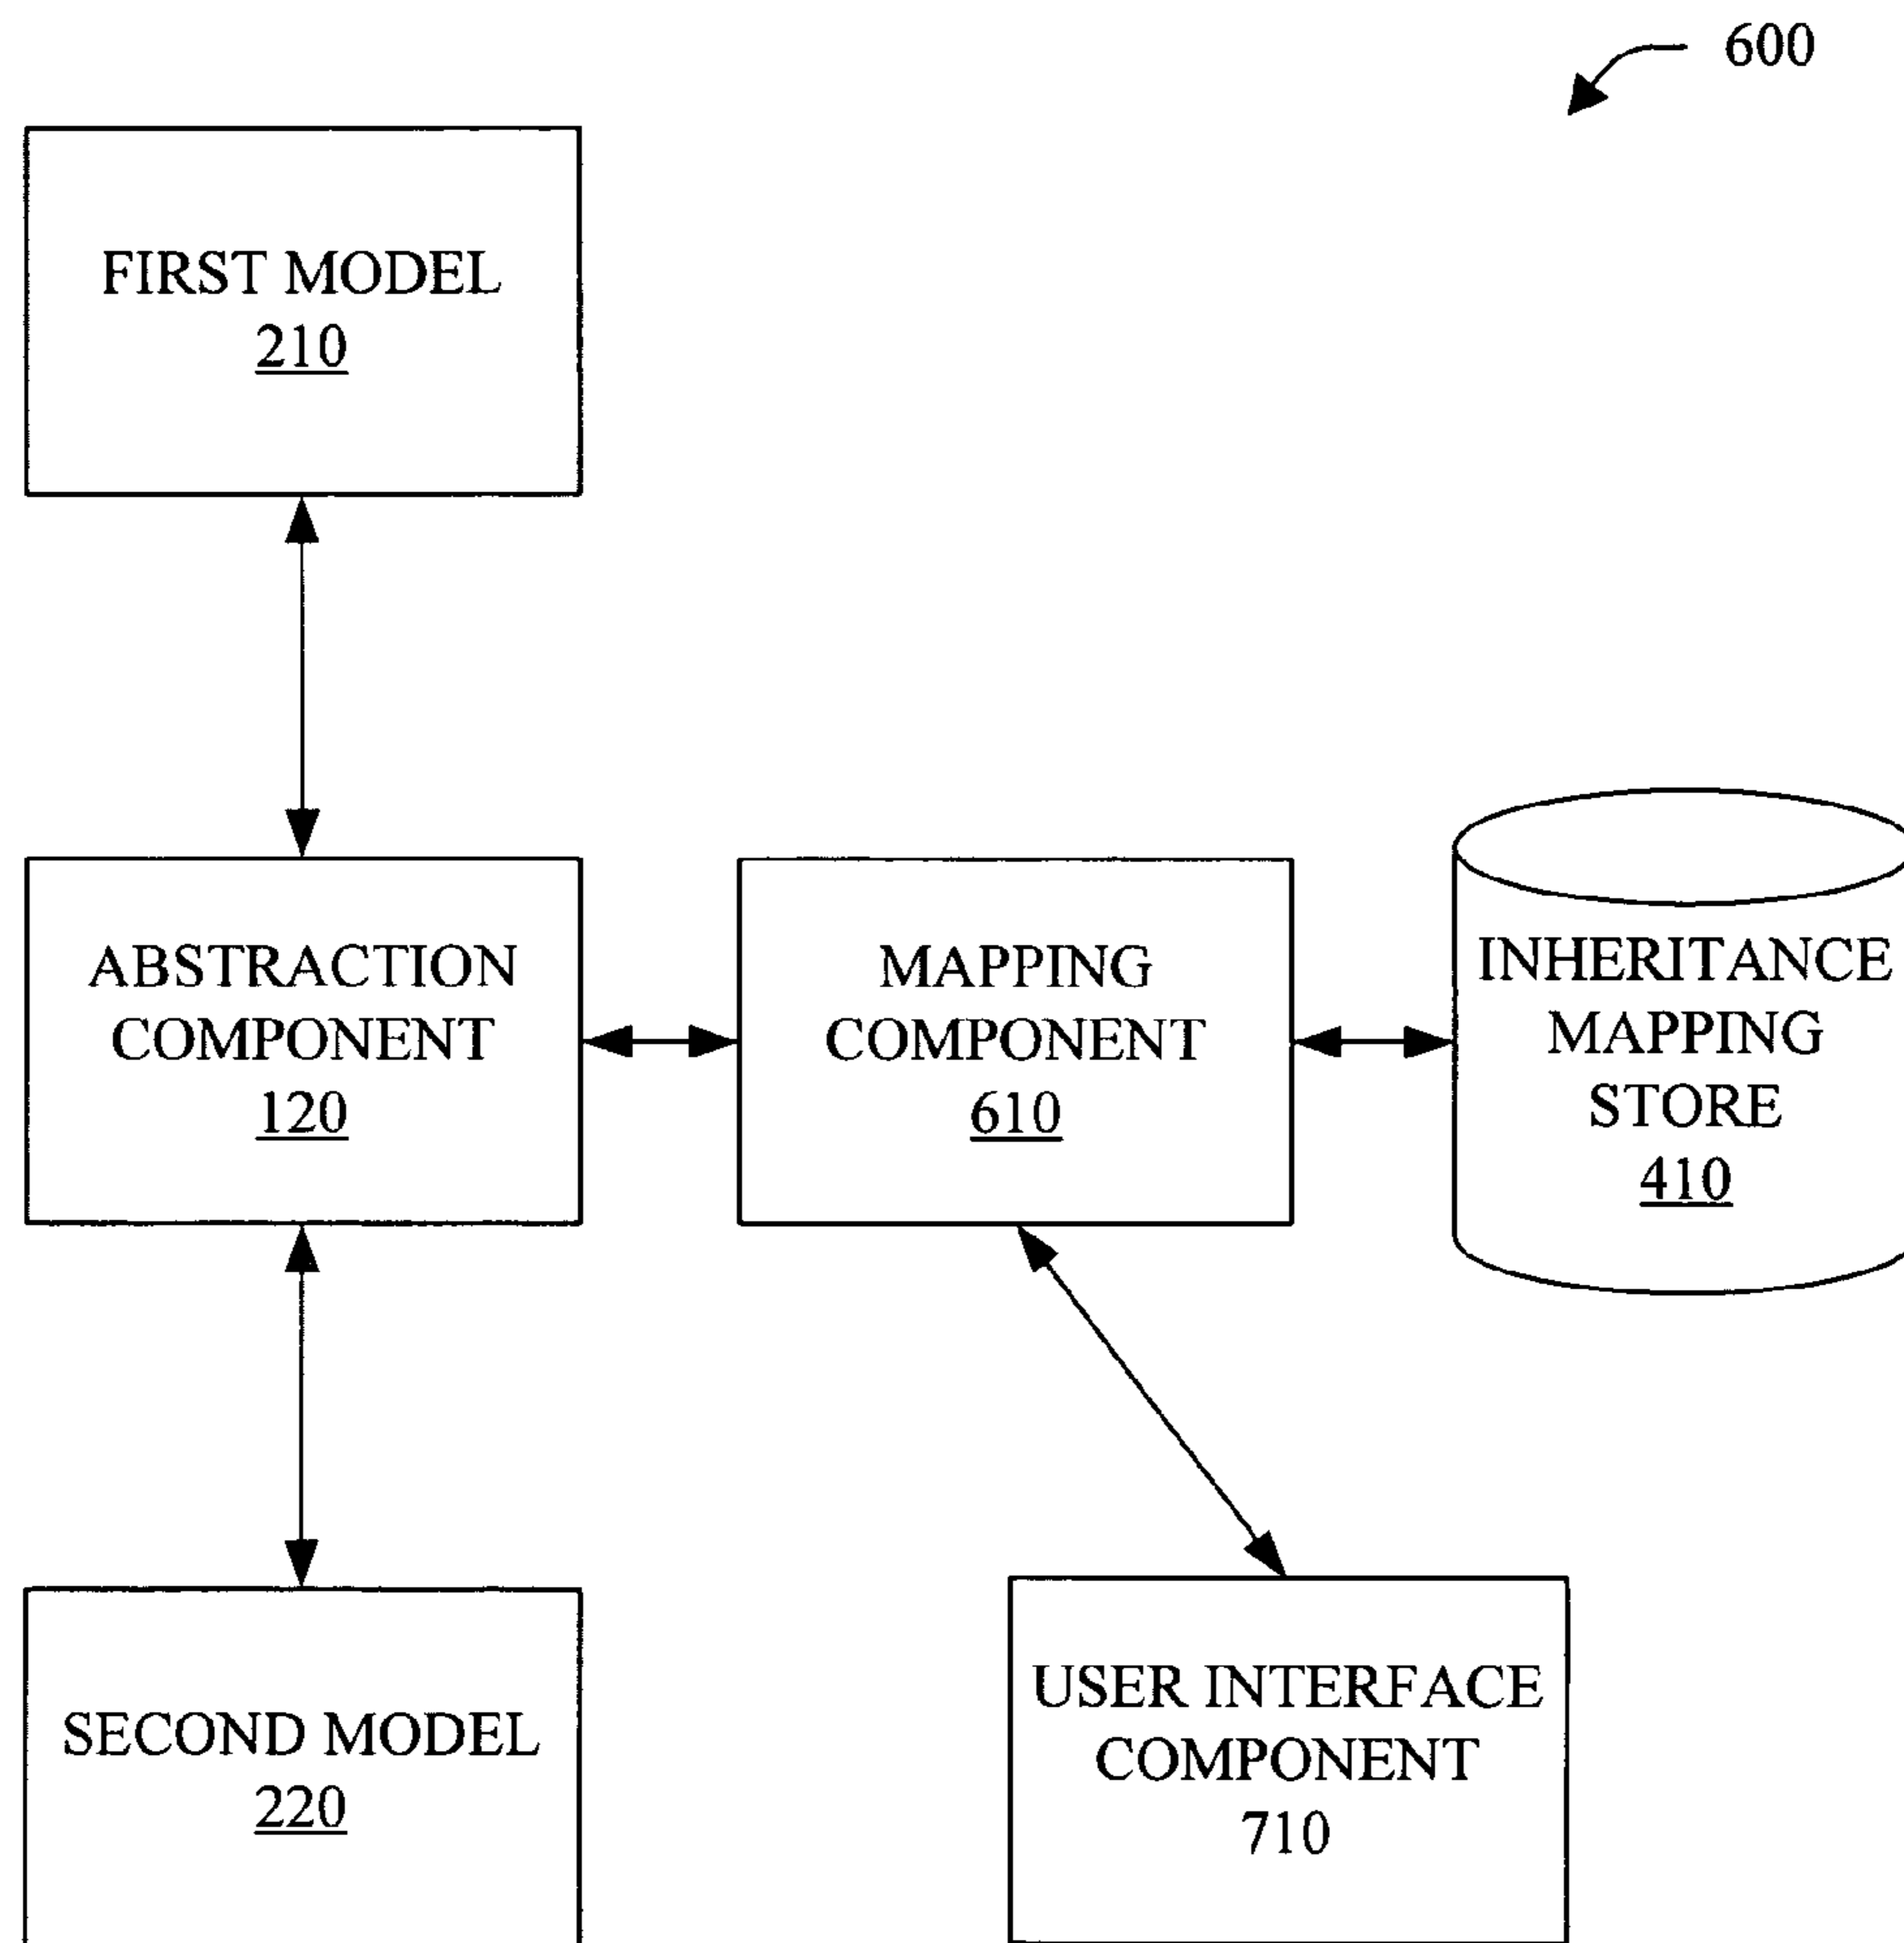 600
FIRST MODEL
210
ABSTRACTION
COMPONENT
120
MAPPING
COMPONENT
610
INHERITANCE
MAPPING
STORE
410
SECOND MODEL
220
USER INTERFACE
COMPONENT
710